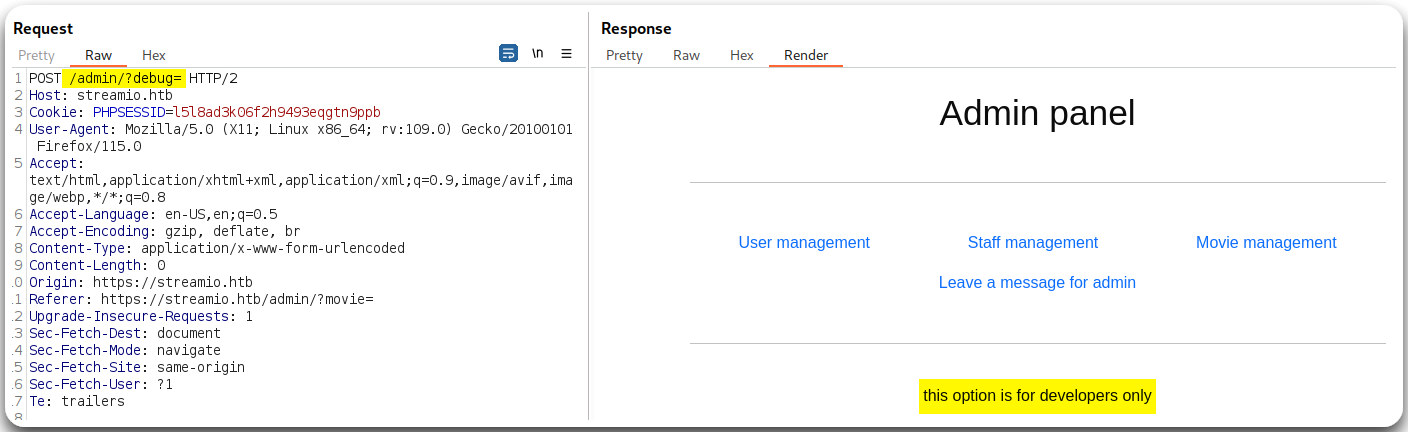 Request
Pretty Raw Hex \n
1 POST /admin/?debug= HTTP/2
2 Host: streamio.htb
3 Cookie: PHPSESSID=l5l8ad3k06f2h9493eqgtn9ppb
4 User-Agent: Mozilla/5.0 (X11; Linux x86_64; rv:109.0) Gecko/20100101
Firefox/115.0
5 Accept:
text/html,application/xhtml+xml,application/xml;q=0.9,image/avif,ima
ge/webp,*/*;q=0.8
6 Accept-Language: en-US,en;q=0.5
7 Accept-Encoding: gzip, deflate, br
8 Content-Type: application/x-www-form-urlencoded
9 Content-Length: 0
.0 Origin: https://streamio.htb
.1 Referer: https://streamio.htb/admin/?movie=
.2 Upgrade-Insecure-Requests: 1
.3 Sec-Fetch-Dest: document
.4 Sec-Fetch-Mode: navigate
.5 Sec-Fetch-Site: same-origin
.6 Sec-Fetch-User: ?1
.7 Te: trailers
.8
Response
Pretty Raw Hex Render
Admin panel
User management Staff management Movie management
Leave a message for admin
this option is for developers only